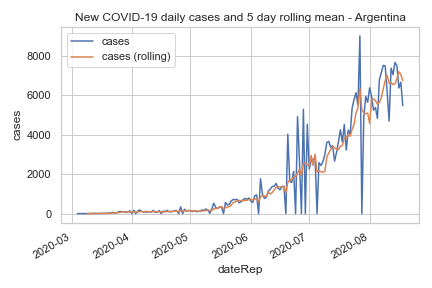 New COVID-19 daily cases and 5 day rolling mean - Argentina
cases
cases (rolling)
8000
6000
4000
2000
0
cases
2020-03
2020-04
2020-05
2020-06
2020-07
2020-08
dateRep